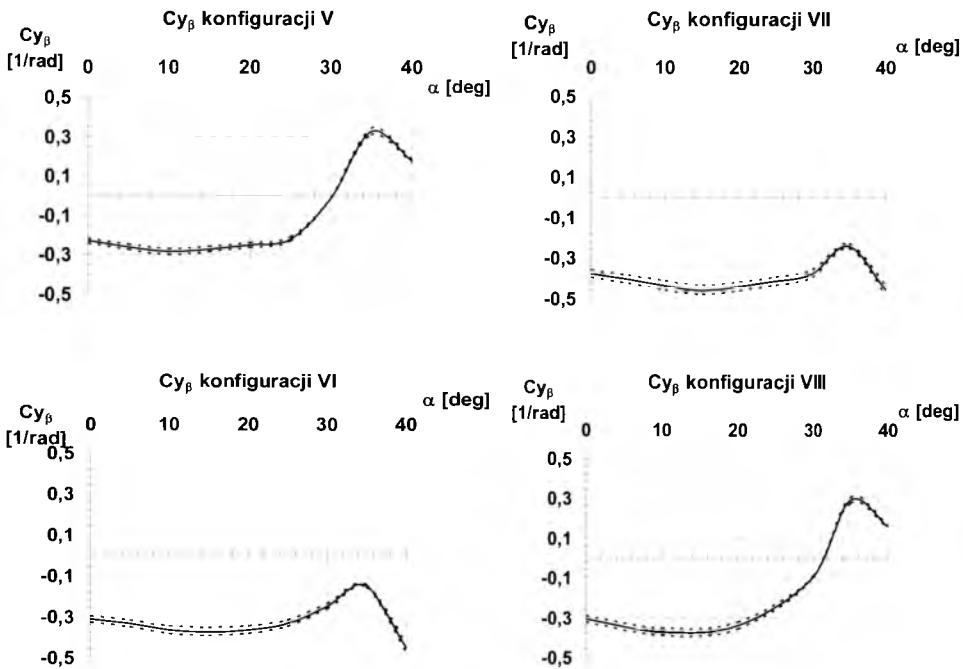 Cyβ konfiguracji V
Cyβ
[1/rad]
0 10 20 30 40
α [deg]
0,5
0,3
0,1
-0,1
-0,3
-0,5
Cyβ konfiguracji VII
Cyβ
[1/rad]
α [deg]
0 10 20 30 40
0,5
0,3
0,1
-0,1
-0,3
-0,5
Cyβ konfiguracji VI
Cyβ
[1/rad]
α [deg]
0 10 20 30 40
0,5
0,3
0,1
-0,1
-0,3
-0,5
Cyβ konfiguracji VIII
Cyβ
[1/rad]
α [deg]
0 10 20 30 40
0,5
0,3
0,1
-0,1
-0,3
-0,5